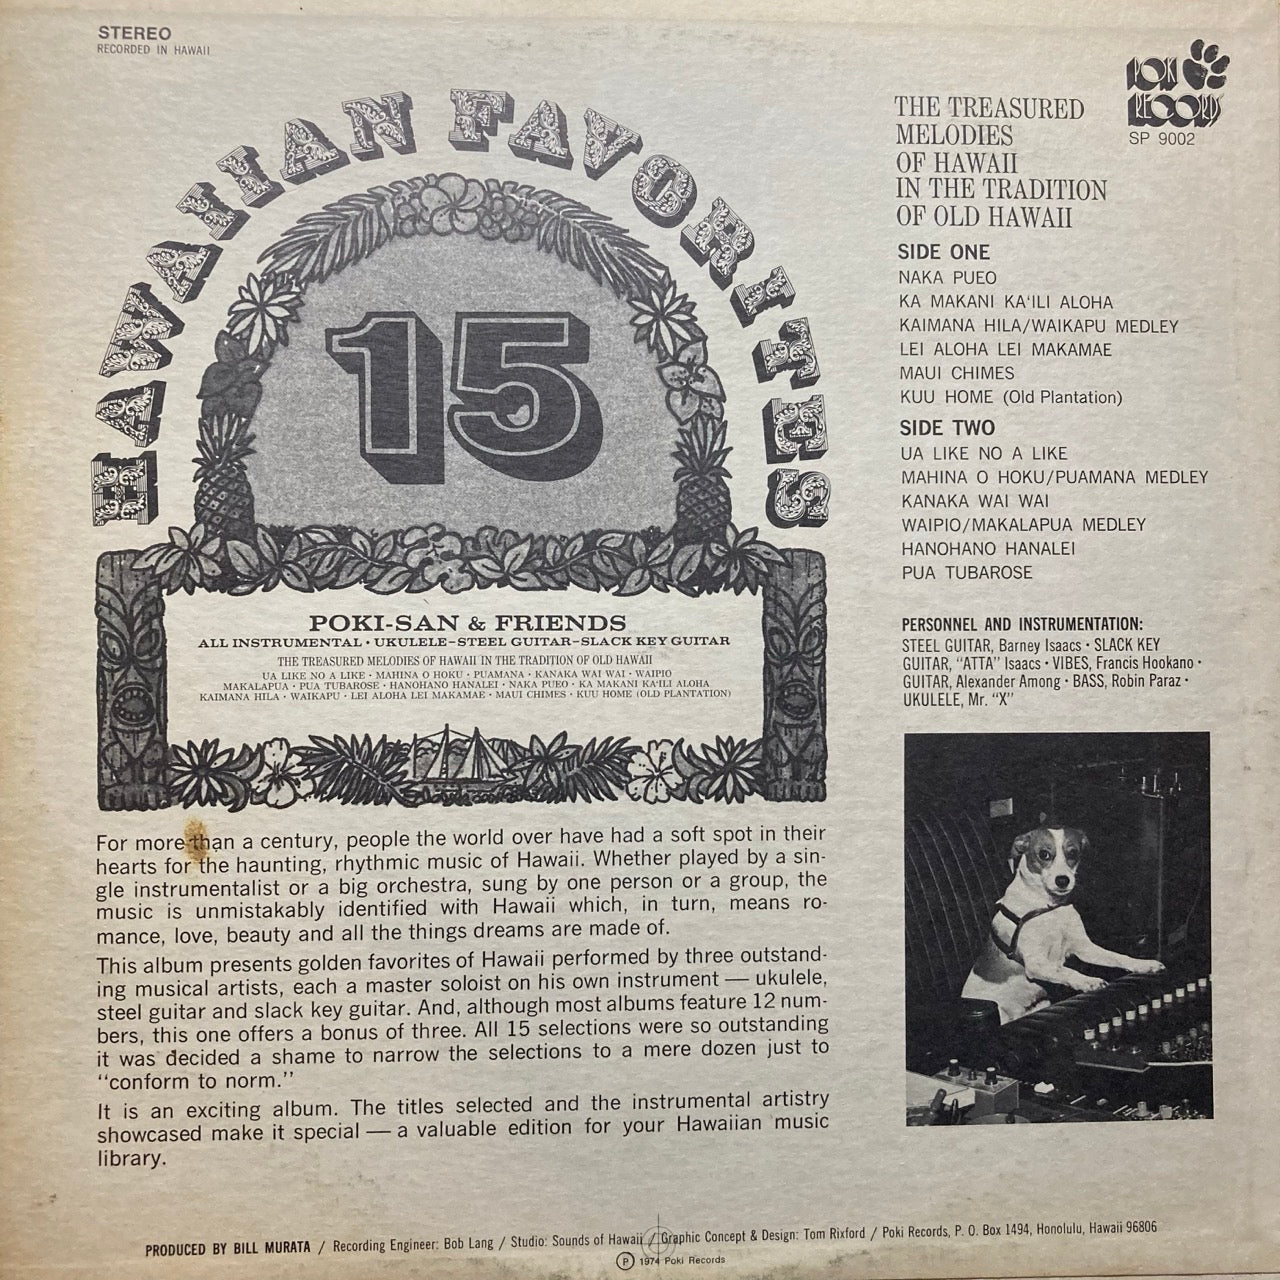 STEREO
RECORDED IN HAWAII
HAWAIIAN FAVORITES
15
POKI-SAN & FRIENDS
ALL INSTRUMENTAL • UKULELE-STEEL GUITAR-SLACK KEY GUITAR
THE TREASURED MELODIES OF HAWAII IN THE TRADITION OF OLD HAWAII
UA LIKE NO A LIKE • MAHINA O HOKU • PUAMANA • KANAKA WAI WAI • WAIPIO
MAKALAPUA • PUA TUBAROSE • HANOHANO HANALEI • NAKA PUEO • KA MAKANI KA'ILI ALOHA
KAIMANA HILA • WAIKAPU • LEI ALOHA LEI MAKAMAE • MAUI CHIMES • KUU HOME (OLD PLANTATION)
For more than a century, people the world over have had a soft spot in their
hearts for the haunting, rhythmic music of Hawaii. Whether played by a sin-
gle instrumentalist or a big orchestra, sung by one person or a group, the
music is unmistakably identified with Hawaii which, in turn, means ro-
mance, love, beauty and all the things dreams are made of.
This album presents golden favorites of Hawaii performed by three outstand-
ing musical artists, each a master soloist on his own instrument — ukulele,
steel guitar and slack key guitar. And, although most albums feature 12 num-
bers, this one offers a bonus of three. All 15 selections were so outstanding
it was decided a shame to narrow the selections to a mere dozen just to
"conform to norm."
It is an exciting album. The titles selected and the instrumental artistry
showcased make it special — a valuable edition for your Hawaiian music
library.
POKI
RECORDS
SP 9002
THE TREASURED
MELODIES
OF HAWAII
IN THE TRADITION
OF OLD HAWAII
SIDE ONE
NAKA PUEO
KA MAKANI KA'ILI ALOHA
KAIMANA HILA/WAIKAPU MEDLEY
LEI ALOHA LEI MAKAMAE
MAUI CHIMES
KUU HOME (Old Plantation)
SIDE TWO
UA LIKE NO A LIKE
MAHINA O HOKU/PUAMANA MEDLEY
KANAKA WAI WAI
WAIPIO/MAKALAPUA MEDLEY
HANOHANO HANALEI
PUA TUBAROSE
PERSONNEL AND INSTRUMENTATION:
STEEL GUITAR, Barney Isaacs • SLACK KEY
GUITAR, "ATTA" Isaacs • VIBES, Francis Hookano •
GUITAR, Alexander Among • BASS, Robin Paraz •
UKULELE, Mr. "X"
PRODUCED BY BILL MURATA / Recording Engineer: Bob Lang / Studio: Sounds of Hawaii / Graphic Concept & Design: Tom Rixford / Poki Records, P. O. Box 1494, Honolulu, Hawaii 96806
Ⓟ 1974 Poki Records